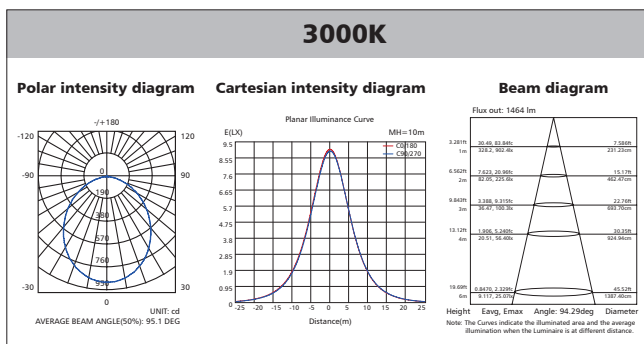 3000K
Polar intensity diagram
-/+180
-120
120
-90
90
0
190
380
570
760
950
-30
30
0
UNIT: cd
AVERAGE BEAM ANGLE(50%): 95.1 DEG
Cartesian intensity diagram
Planar Illuminance Curve
E(LX)
MH=10m
C0/180
C90/270
9.5
8.55
7.6
6.65
5.7
4.75
3.8
2.85
1.9
0.95
-25 -20 -15 -10 -5 0 5 10 15 20 25
Distance(m)
Beam diagram
Flux out: 1464 lm
3.281ft 30.49, 83.84fc 7.586ft
1m 328.2, 902.4lx 231.23cm
6.562ft 7.623, 20.96fc 15.17ft
2m 82.05, 225.6lx 462.47cm
9.843ft 3.388, 9.315fc 22.76ft
3m 36.47, 100.3lx 693.70cm
13.12ft 1.906, 5.240fc 30.35ft
4m 20.51, 56.40lx 924.94cm
19.69ft 0.8470, 2.329fc 45.52ft
6m 9.117, 25.07lx 1387.40cm
Height Eavg, Emax Angle: 94.29deg Diameter
Note: The Curves indicate the illuminated area and the average
illumination when the Luminaire is at different distance.